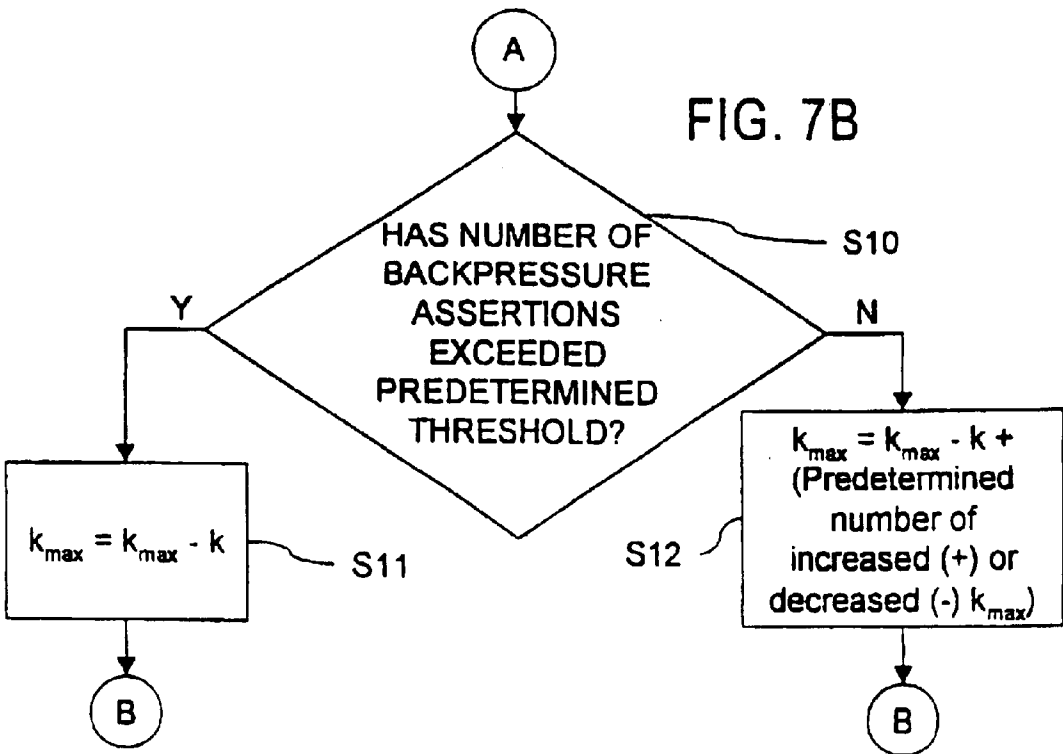 A
FIG. 7B
HAS NUMBER OF
BACKPRESSURE
ASSERTIONS
EXCEEDED
PREDETERMINED
THRESHOLD?
S10
Y
N
k_max = k_max - k
S11
k_max = k_max - k +
(Predetermined
number of
increased (+) or
decreased (-) k_max)
S12
B
B